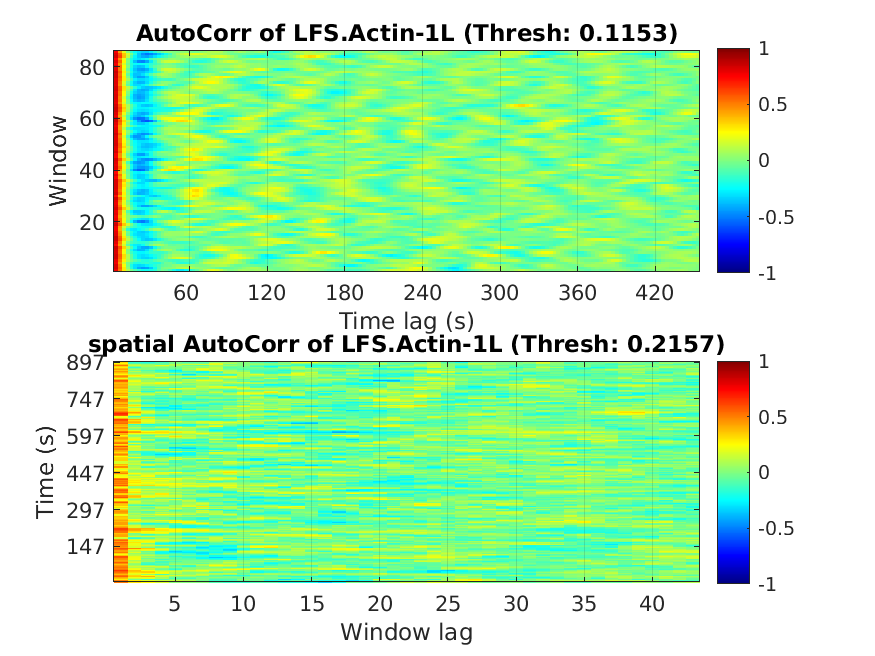 AutoCorr of LFS.Actin-1L (Thresh: 0.1153)
80
60
40
20
Window
60 120 180 240 300 360 420
Time lag (s)
1
0.5
0
-0.5
-1
spatial AutoCorr of LFS.Actin-1L (Thresh: 0.2157)
897
747
597
447
297
147
Time (s)
5 10 15 20 25 30 35 40
Window lag
1
0.5
0
-0.5
-1